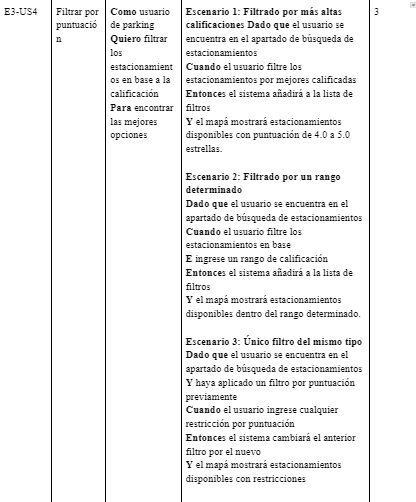 E3-US4
Filtrar por
puntuació
n
Como usuario
de parking
Quiero filtrar
los
estacionamient
os en base a la
calificación
Para encontrar
las mejores
opciones
Escenario 1: Filtrado por más altas
calificaciones Dado que el usuario se
encuentra en el apartado de búsqueda de
estacionamientos
Cuando el usuario filtre los
estacionamientos por mejores calificadas
Entonces el sistema añadirá a la lista de
filtros
Y el mapá mostrará estacionamientos
disponibles con puntuación de 4.0 a 5.0
estrellas.
Escenario 2: Filtrado por un rango
determinado
Dado que el usuario se encuentra en el
apartado de búsqueda de estacionamientos
Cuando el usuario filtre los
estacionamientos en base
E ingrese un rango de calificación
Entonces el sistema añadirá a la lista de
filtros
Y el mapá mostrará estacionamientos
disponibles dentro del rango determinado.
Escenario 3: Único filtro del mismo tipo
Dado que el usuario se encuentra en el
apartado de búsqueda de estacionamientos
Y haya aplicado un filtro por puntuación
previamente
Cuando el usuario ingrese cualquier
restricción por puntuación
Entonces el sistema cambiará el anterior
filtro por el nuevo
Y el mapá mostrará estacionamientos
disponibles con restricciones
3